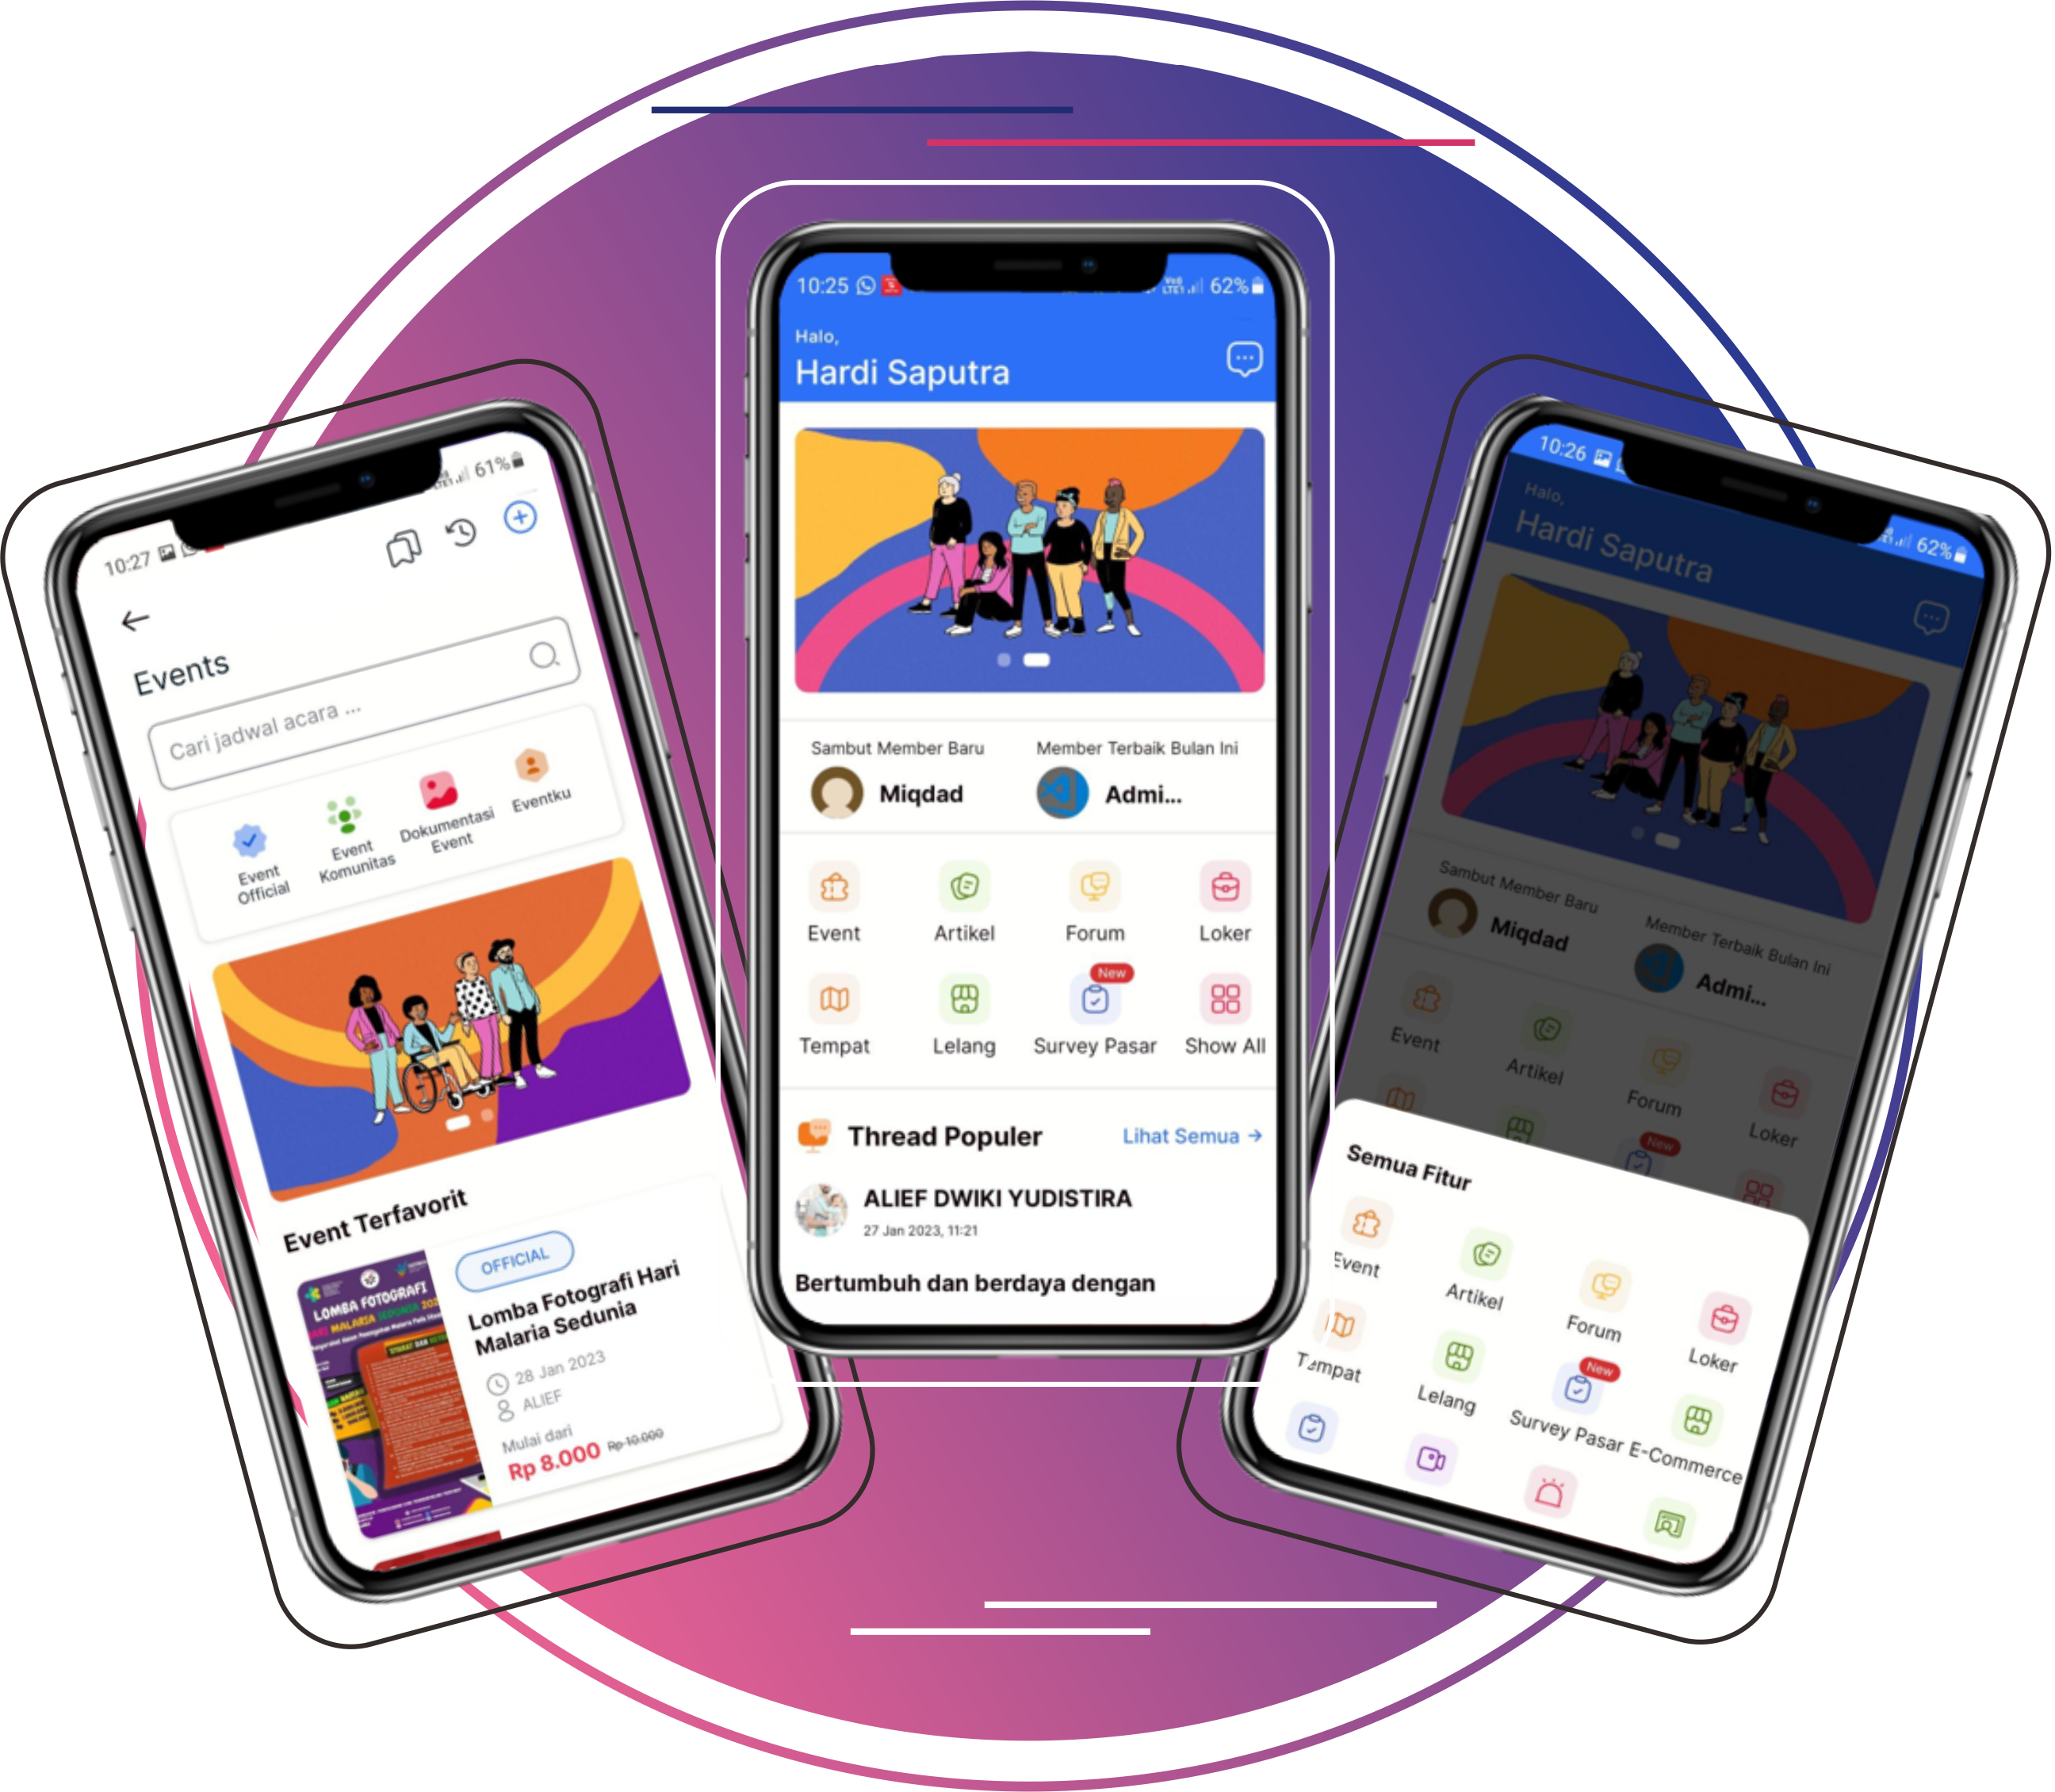 10:27
61%
Events
Cari jadwal acara ...
Event
Official
Event
Komunitas
Dokumentasi
Event
Eventku
Event Terfavorit
LOMBA FOTOGRAFI
MALARIA SEDUNIA
OFFICIAL
Lomba Fotografi Hari
Malaria Sedunia
28 Jan 2023
ALIEF
Mulai dari
Rp 8.000 Rp 10.000
10:25
62%
Halo,
Hardi Saputra
Sambut Member Baru
Miqdad
Member Terbaik Bulan Ini
Admi...
Event
Artikel
Forum
Loker
New
Tempat
Lelang
Survey Pasar
Show All
Thread Populer
Lihat Semua
ALIEF DWIKI YUDISTIRA
27 Jan 2023, 11:21
Bertumbuh dan berdaya dengan
10:26
62%
Halo,
Hardi Saputra
Sambut Member Baru
Miqdad
Member Terbaik Bulan Ini
Admi...
Event
Artikel
Forum
Loker
New
Semua Fitur
Event
Artikel
Forum
Loker
New
Tempat
Lelang
Survey Pasar
E-Commerce